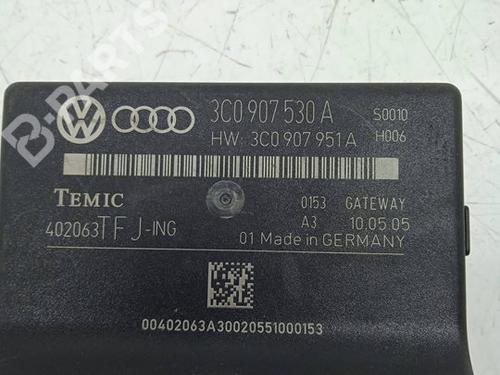 B-PARTS
3C0 907 530 A S0010
HW: 3C0 907 951 A H006
TEMIC 0153 GATEWAY
402063TFJ-ING A3 10.05.05
01 Made in GERMANY
00402063A30020551000153